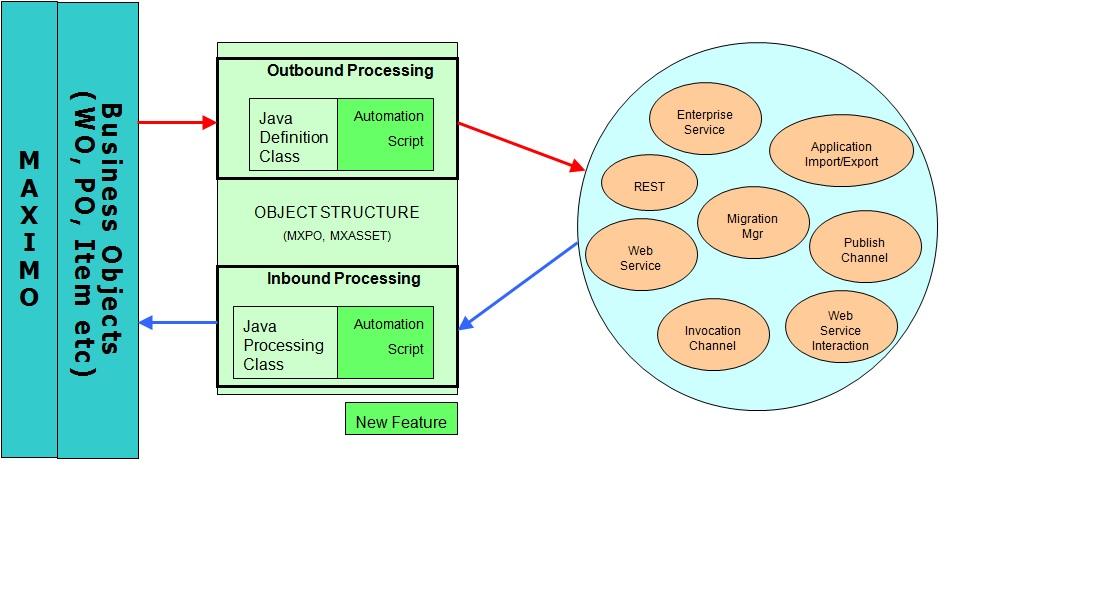 MAXIMO
Business Objects
(WO, PO, Item etc)
Outbound Processing
Java
Definition
Class
Automation
Script
OBJECT STRUCTURE
(MXPO, MXASSET)
Inbound Processing
Java
Processing
Class
Automation
Script
New Feature
Enterprise
Service
Application
Import/Export
REST
Migration
Mgr
Web
Service
Publish
Channel
Invocation
Channel
Web
Service
Interaction